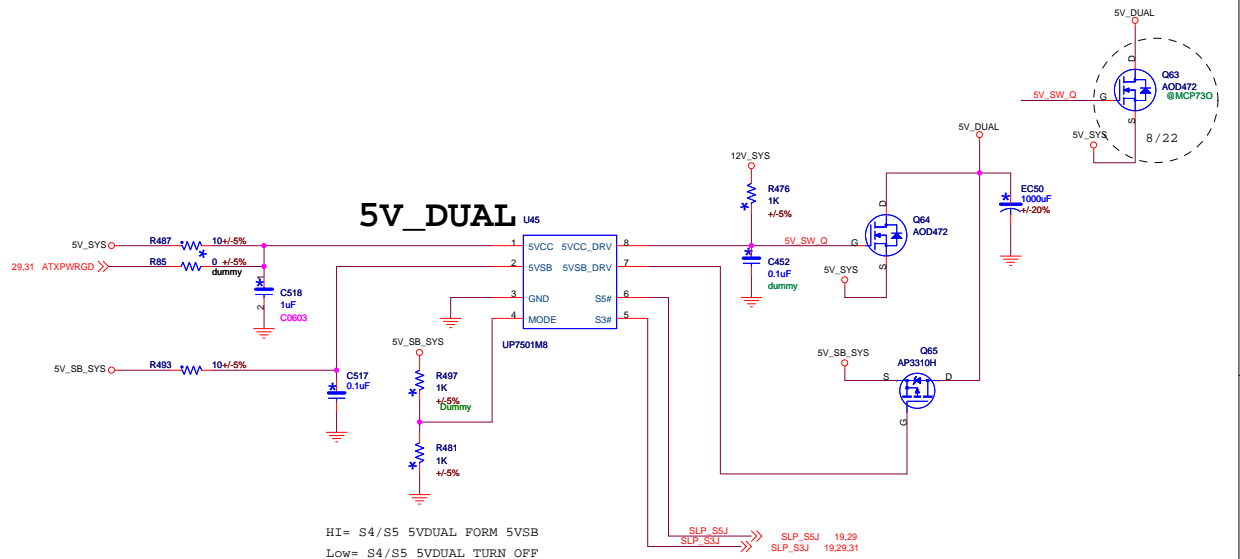 5V_DUAL
D
Q63
AOD472
@MCP73O
5V_SW_Q
G
S
5V_SYS
8/22
5V_DUAL
12V_SYS
R476
1K
+/-5%
EC50
1000uF
+/-20%
D
Q64
AOD472
5V_DUAL
U45
5V_SYS
R487
10+/-5%
1
5VCC
5VCC_DRV
8
5V_SW_Q
G
S
29,31 ATXPWRGD
R85
0 +/-5%
dummy
2
5VSB
5VSB_DRV
7
C452
0.1uF
dummy
5V_SYS
1
C518
1uF
C0603
2
3
GND
S5#
6
4
MODE
S3#
5
UP7501M8
5V_SB_SYS
5V_SB_SYS
Q65
AP3310H
5V_SB_SYS
R493
10+/-5%
S
D
G
C517
0.1uF
R497
1K
+/-5%
Dummy
R481
1K
+/-5%
HI= S4/S5 5VDUAL FORM 5VSB
Low= S4/S5 5VDUAL TURN OFF
SLP_S5J
SLP_S5J 19,29
SLP_S3J
SLP_S3J 19,29,31